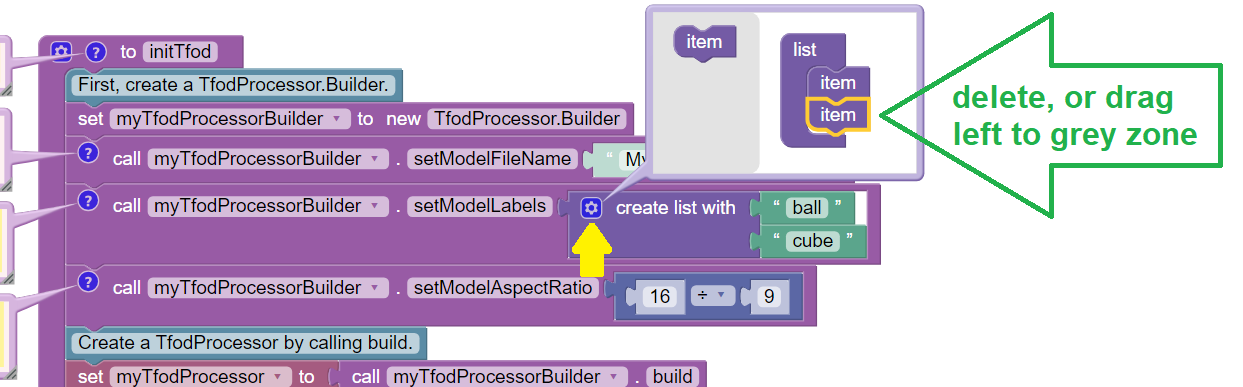 ? to initTfod
First, create a TfodProcessor.Builder.
set myTfodProcessorBuilder to new TfodProcessor.Builder
? call myTfodProcessorBuilder . setModelFileName “ My
? call myTfodProcessorBuilder . setModelLabels create list with “ ball ”
“ cube ”
? call myTfodProcessorBuilder . setModelAspectRatio 16 ÷ 9
Create a TfodProcessor by calling build.
set myTfodProcessor to call myTfodProcessorBuilder . build
item
list
item
item
delete, or drag
left to grey zone